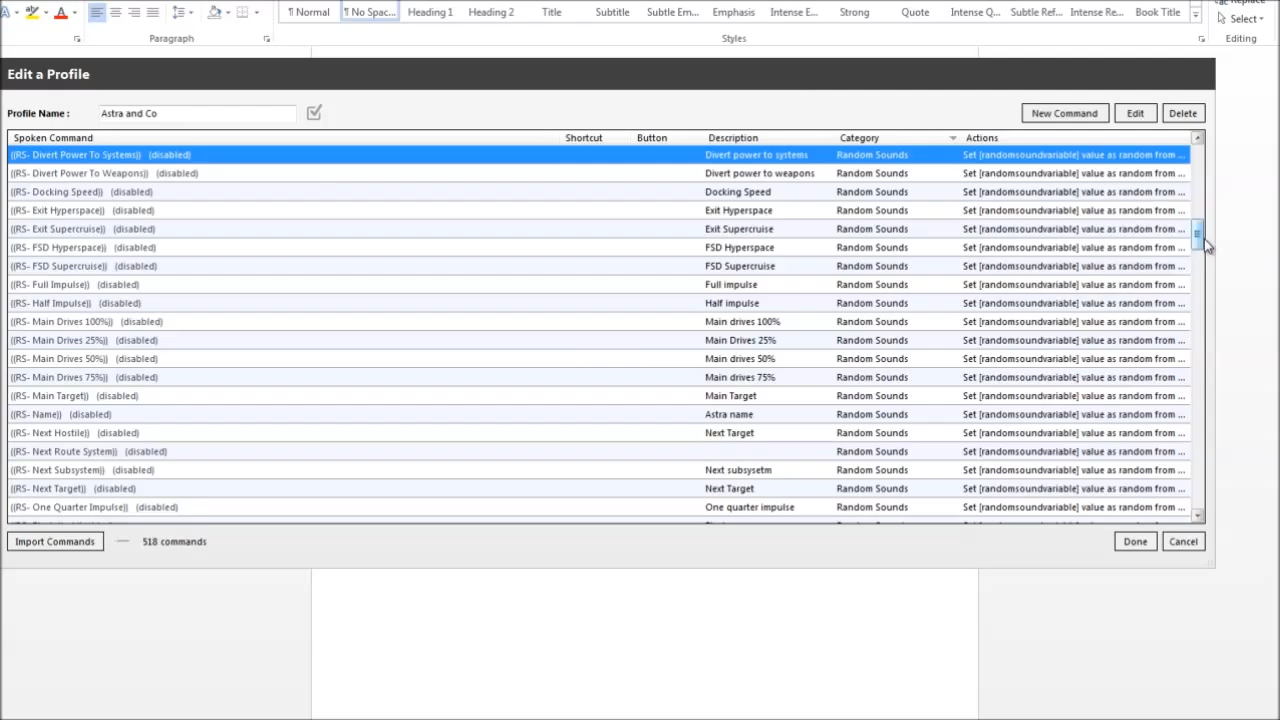 A
¶ Normal
¶ No Spac...
Heading 1
Heading 2
Title
Subtitle
Subtle Em...
Emphasis
Intense E...
Strong
Quote
Intense Q...
Subtle Ref...
Intense Re...
Book Title
Select
Paragraph
Styles
Editing
Edit a Profile
Profile Name :
Astra and Co
New Command
Edit
Delete
Spoken Command Shortcut Button Description Category Actions
((RS- Divert Power To Systems)) (disabled) Divert power to systems Random Sounds Set [randomsoundvariable] value as random from ...
((RS- Divert Power To Weapons)) (disabled) Divert power to weapons Random Sounds Set [randomsoundvariable] value as random from ...
((RS- Docking Speed)) (disabled) Docking Speed Random Sounds Set [randomsoundvariable] value as random from ...
((RS- Exit Hyperspace)) (disabled) Exit Hyperspace Random Sounds Set [randomsoundvariable] value as random from ...
((RS- Exit Supercruise)) (disabled) Exit Supercruise Random Sounds Set [randomsoundvariable] value as random from ...
((RS- FSD Hyperspace)) (disabled) FSD Hyperspace Random Sounds Set [randomsoundvariable] value as random from ...
((RS- FSD Supercruise)) (disabled) FSD Supercruise Random Sounds Set [randomsoundvariable] value as random from ...
((RS- Full Impulse)) (disabled) Full impulse Random Sounds Set [randomsoundvariable] value as random from ...
((RS- Half Impulse)) (disabled) Half impulse Random Sounds Set [randomsoundvariable] value as random from ...
((RS- Main Drives 100%)) (disabled) Main drives 100% Random Sounds Set [randomsoundvariable] value as random from ...
((RS- Main Drives 25%)) (disabled) Main Drives 25% Random Sounds Set [randomsoundvariable] value as random from ...
((RS- Main Drives 50%)) (disabled) Main drives 50% Random Sounds Set [randomsoundvariable] value as random from ...
((RS- Main Drives 75%)) (disabled) Main drives 75% Random Sounds Set [randomsoundvariable] value as random from ...
((RS- Main Target)) (disabled) Main Target Random Sounds Set [randomsoundvariable] value as random from ...
((RS- Name)) (disabled) Astra name Random Sounds Set [randomsoundvariable] value as random from ...
((RS- Next Hostile)) (disabled) Next Target Random Sounds Set [randomsoundvariable] value as random from ...
((RS- Next Route System)) (disabled) Random Sounds Set [randomsoundvariable] value as random from ...
((RS- Next Subsystem)) (disabled) Next subsysetm Random Sounds Set [randomsoundvariable] value as random from ...
((RS- Next Target)) (disabled) Next Target Random Sounds Set [randomsoundvariable] value as random from ...
((RS- One Quarter Impulse)) (disabled) One quarter impulse Random Sounds Set [randomsoundvariable] value as random from ...
Import Commands
518 commands
Done
Cancel